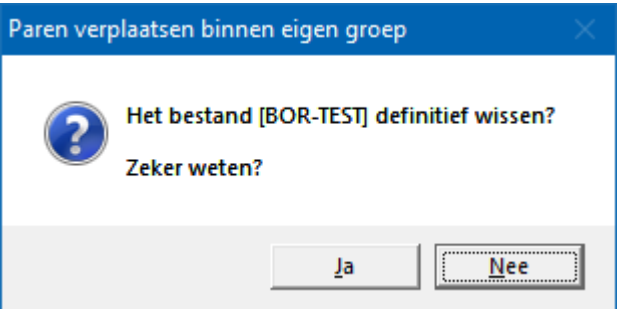 Paren verplaatsen binnen eigen groep
Het bestand [BOR-TEST] definitief wissen?
Zeker weten?
Ja
Nee